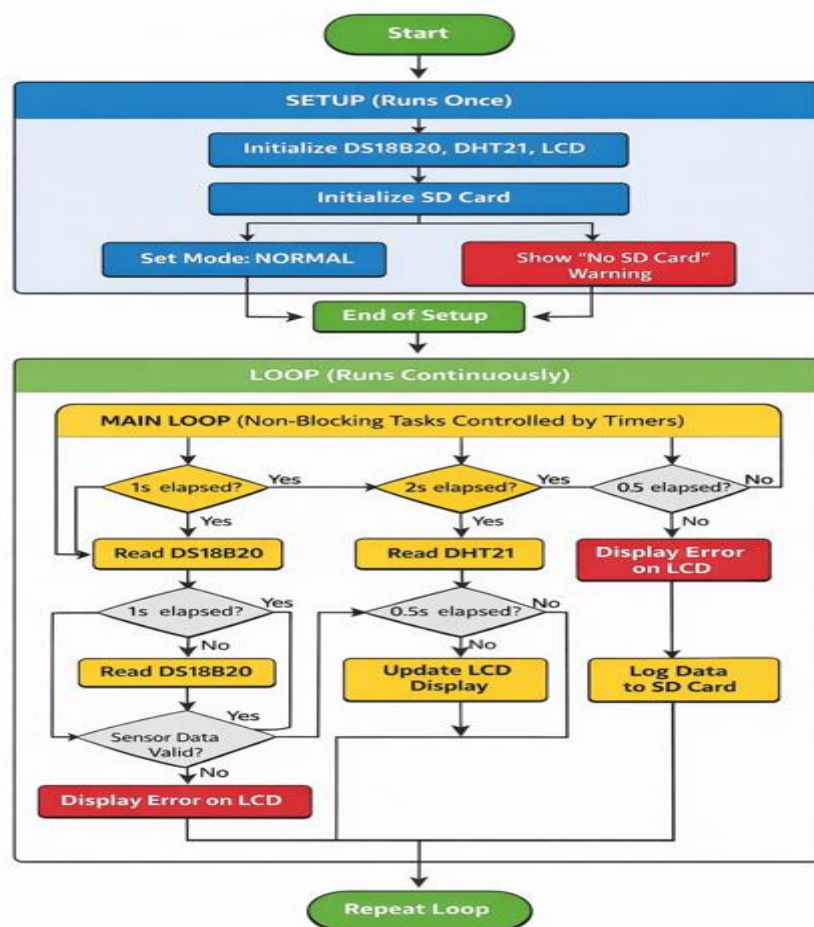 Start
SETUP (Runs Once)
Initialize DS18B20, DHT21, LCD
Initialize SD Card
Set Mode: NORMAL
Show “No SD Card”
Warning
End of Setup
LOOP (Runs Continuously)
MAIN LOOP (Non-Blocking Tasks Controlled by Timers)
1s elapsed?
Yes
2s elapsed?
Yes
0.5 elapsed?
No
Yes
Yes
No
Read DS18B20
Read DHT21
Display Error
on LCD
1s elapsed?
Yes
0.5s elapsed?
No
No
No
Read DS18B20
Update LCD
Display
Log Data
to SD Card
Yes
Sensor Data
Valid?
No
Display Error on LCD
Repeat Loop